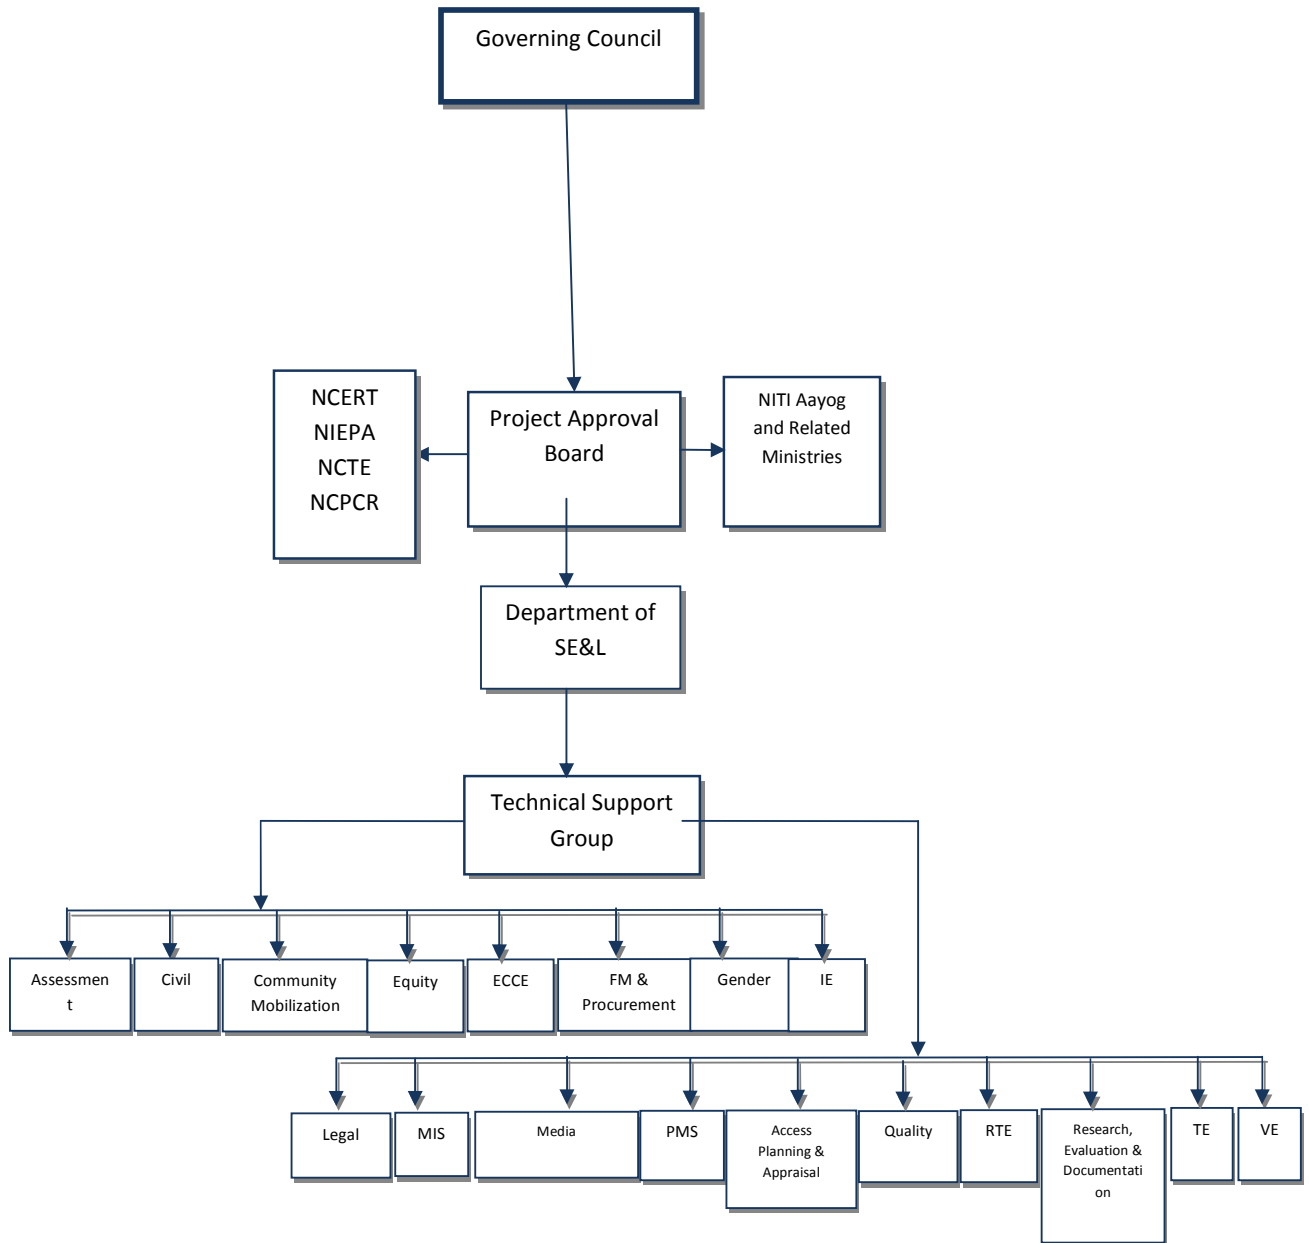 Governing Council
NCERT
NIEPA
NCTE
NCPCR
Project Approval
Board
NITI Aayog
and Related
Ministries
Department of
SE&L
Technical Support
Group
Assessmen
t
Civil
Community
Mobilization
Equity
ECCE
FM &
Procurement
Gender
IE
Legal
MIS
Media
PMS
Access
Planning &
Appraisal
Quality
RTE
Research,
Evaluation &
Documentati
on
TE
VE